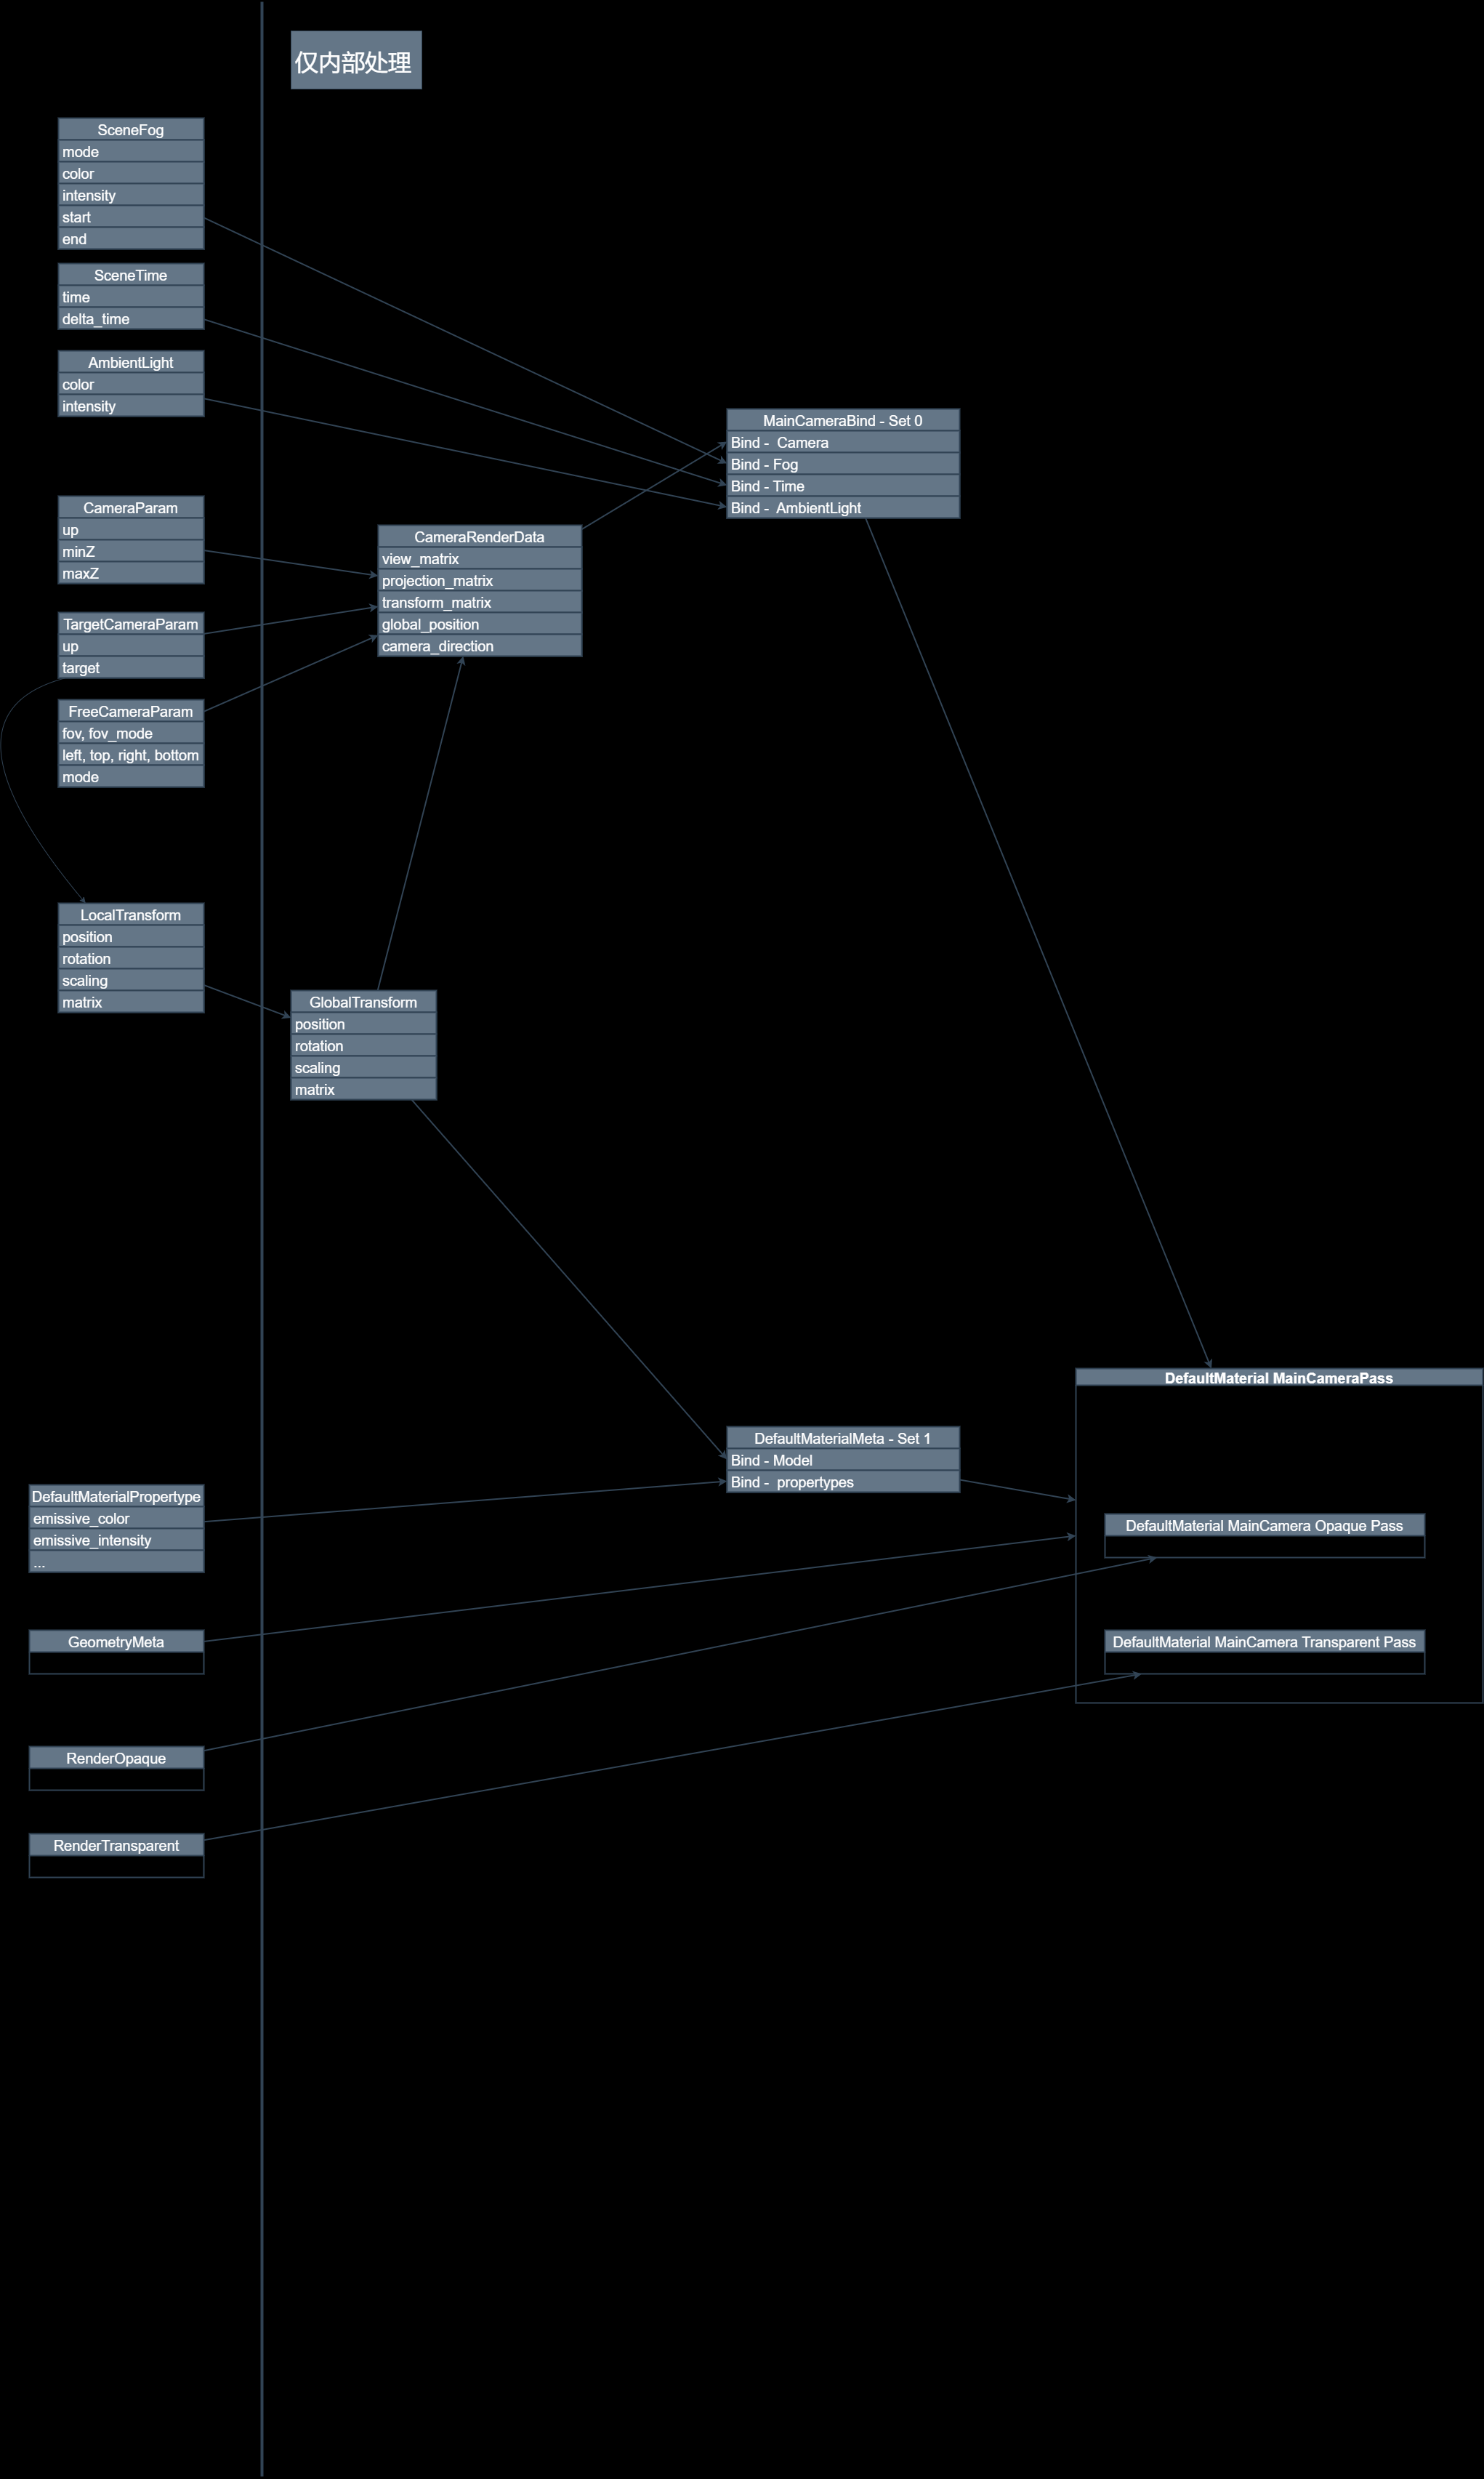 仅内部处理
SceneFog
mode
color
intensity
start
end
SceneTime
time
delta_time
AmbientLight
color
intensity
MainCameraBind - Set 0
Bind -  Camera
Bind - Fog
Bind - Time
Bind -  AmbientLight
CameraParam
up
minZ
maxZ
CameraRenderData
view_matrix
projection_matrix
transform_matrix
global_position
camera_direction
TargetCameraParam
up
target
FreeCameraParam
fov, fov_mode
left, top, right, bottom
mode
LocalTransform
position
rotation
scaling
matrix
GlobalTransform
position
rotation
scaling
matrix
DefaultMaterial MainCameraPass
DefaultMaterialMeta - Set 1
Bind - Model
Bind -  propertypes
DefaultMaterialPropertype
emissive_color
emissive_intensity
...
DefaultMaterial MainCamera Opaque Pass
GeometryMeta
DefaultMaterial MainCamera Transparent Pass
RenderOpaque
RenderTransparent